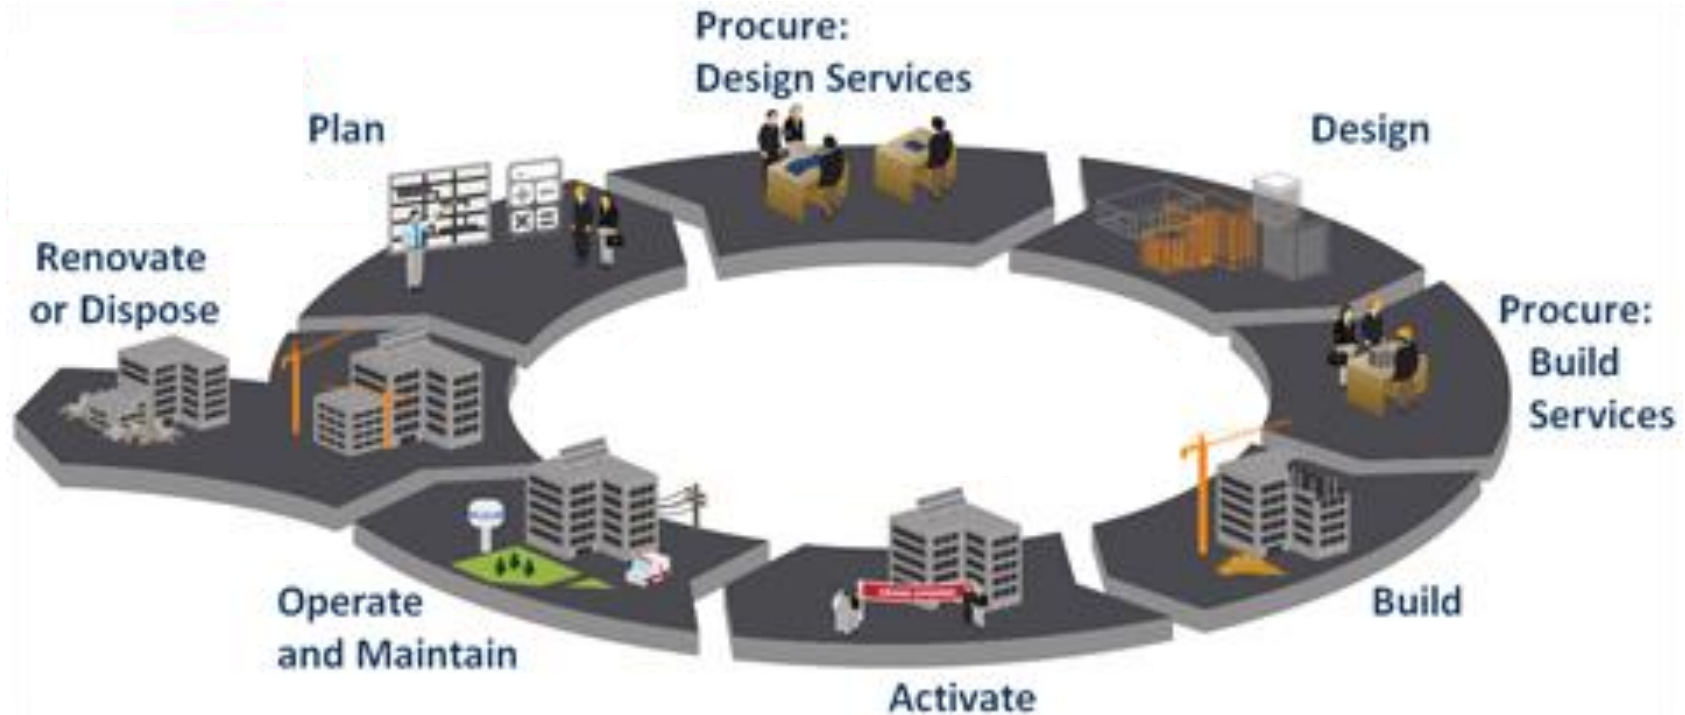 Procure:
Design Services
Plan
Design
Renovate
or Dispose
Procure:
Build
Services
Operate
and Maintain
Build
Activate